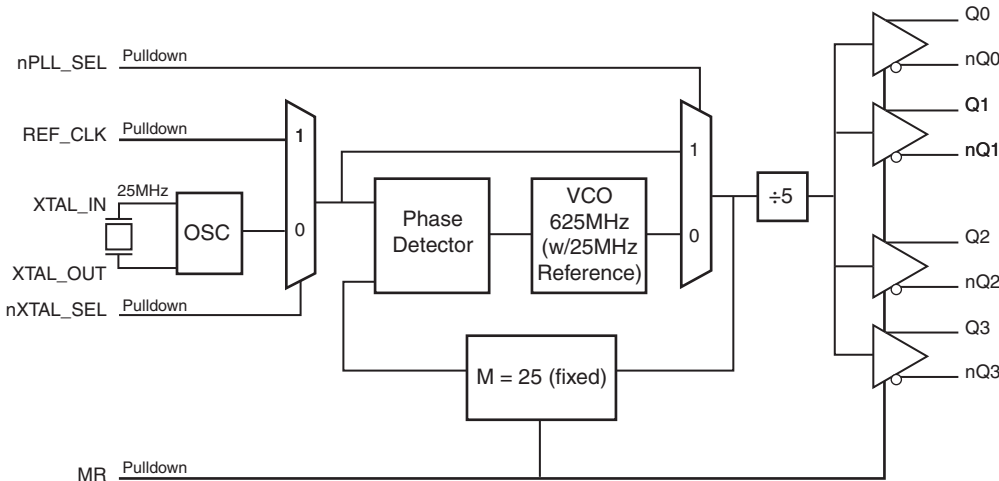 nPLL_SEL Pulldown
REF_CLK Pulldown
1
XTAL_IN 25MHz
OSC
XTAL_OUT
0
nXTAL_SEL Pulldown
Phase
Detector
VCO
625MHz
(w/25MHz
Reference)
1
0
÷5
M = 25 (fixed)
MR Pulldown
Q0
nQ0
Q1
nQ1
Q2
nQ2
Q3
nQ3